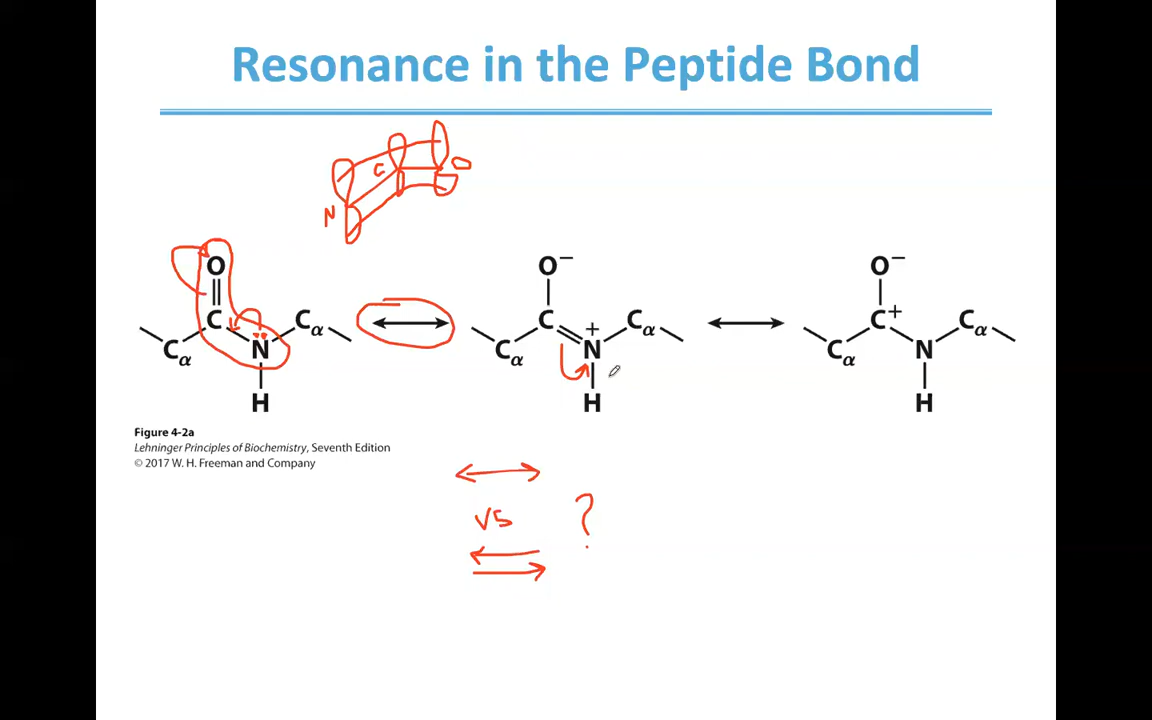 Resonance in the Peptide Bond
C
O
N
O
C
Cα
N
Cα
H
O−
C
+
Cα
N
Cα
H
O−
C+
Cα
N
Cα
H
Figure 4-2a
Lehninger Principles of Biochemistry, Seventh Edition
© 2017 W. H. Freeman and Company
vs ?